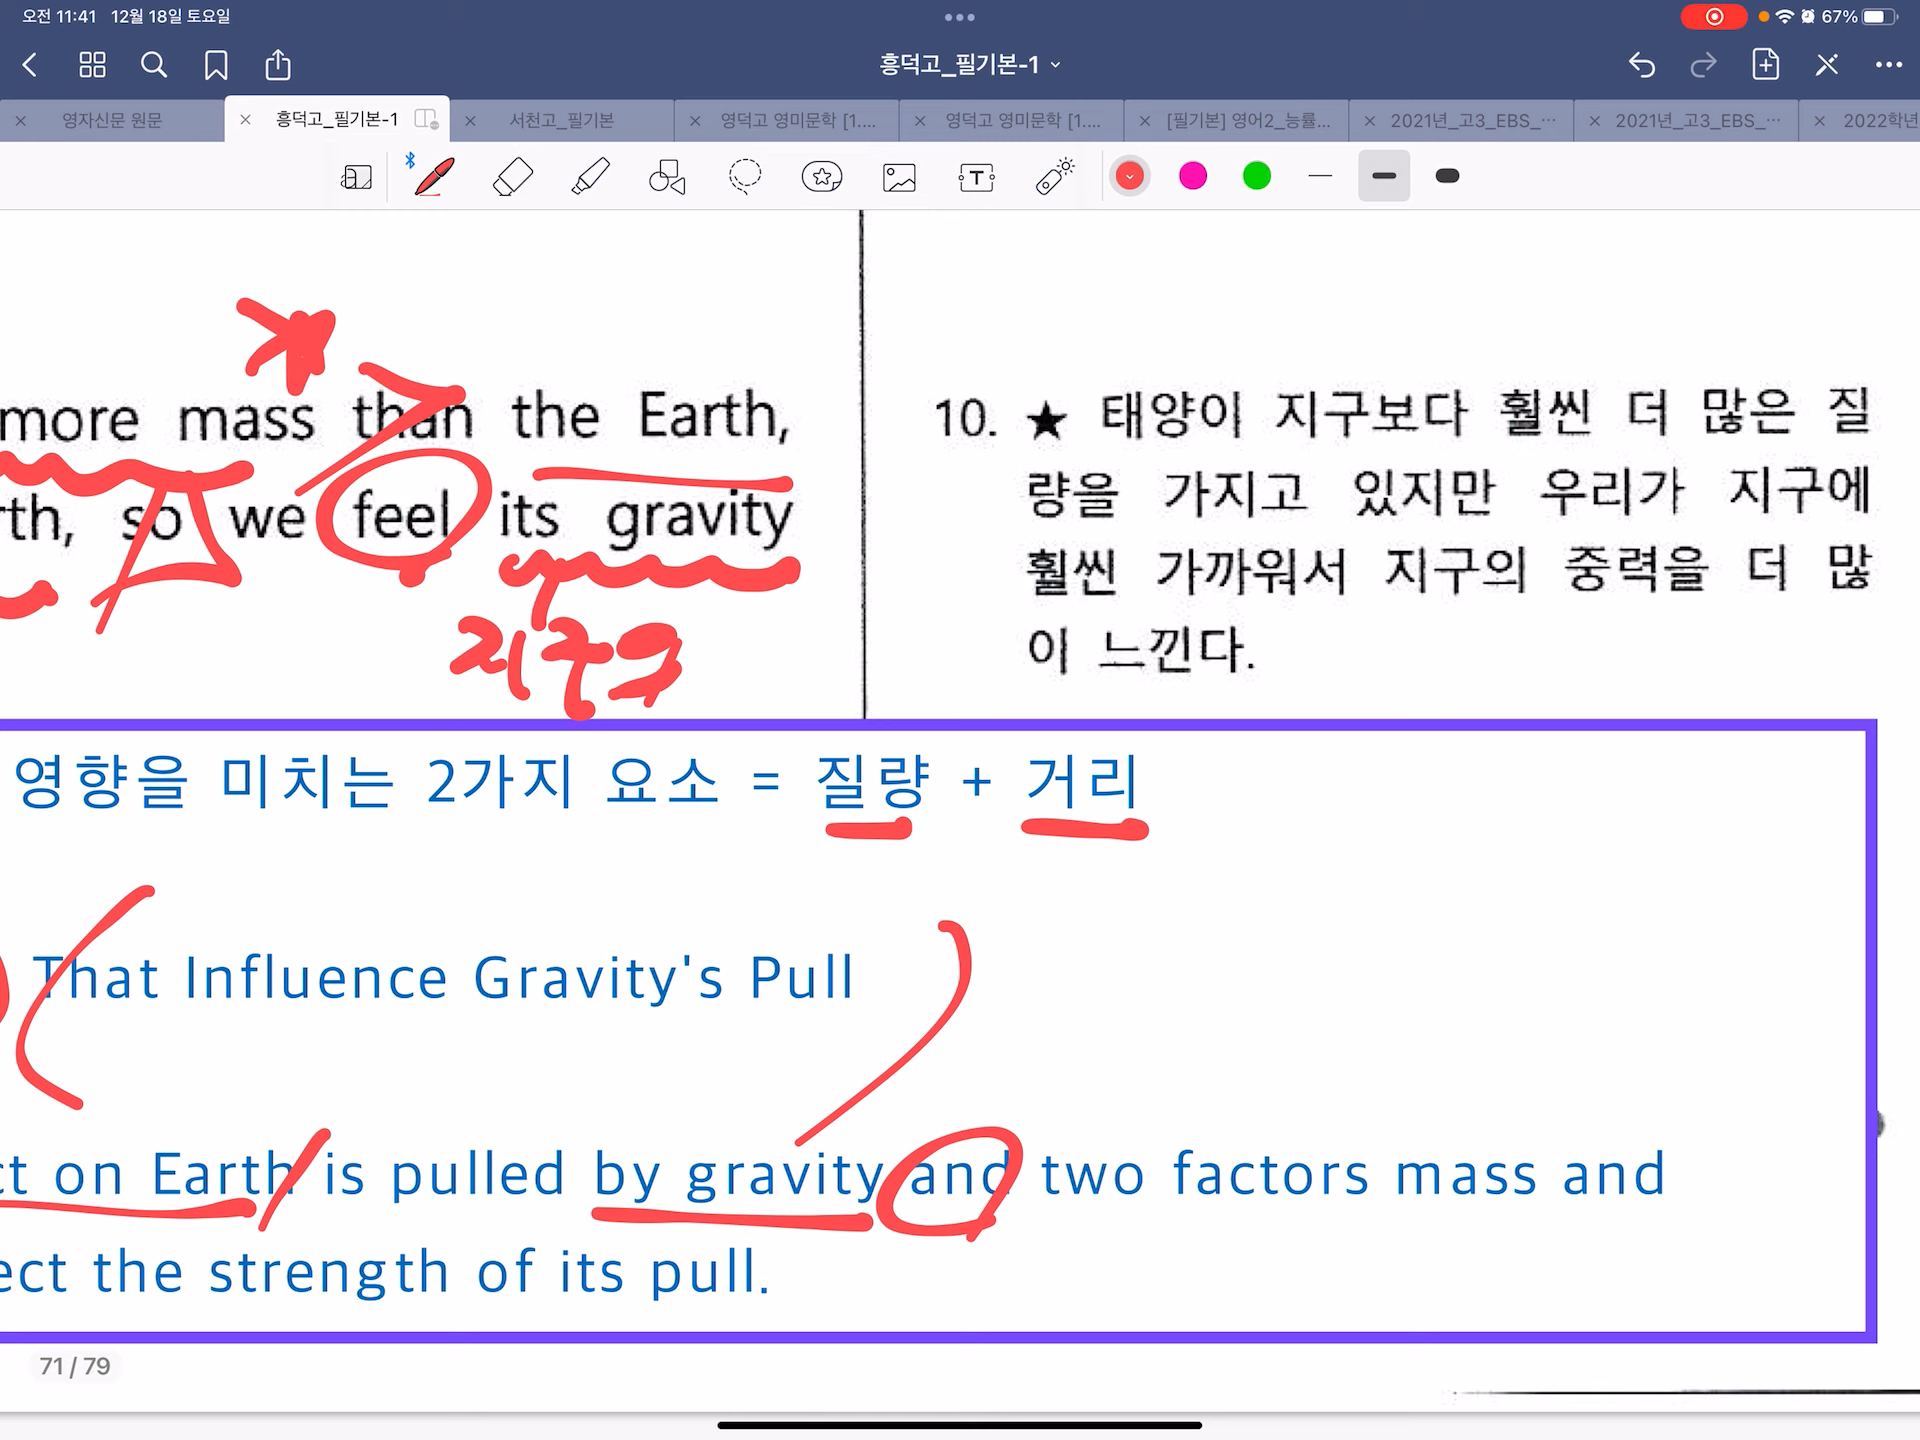 오전 11:41 12월 18일 토요일
67%
흥덕고_필기본-1
영자신문 원문
흥덕고_필기본-1
서천고_필기본
영덕고 영미문학 [1....
영덕고 영미문학 [1....
[필기본] 영어2_능률...
2021년_고3_EBS_...
2021년_고3_EBS_...
2022학년
more mass than the Earth,
rth, so we feel its gravity
지구
10. ★ 태양이 지구보다 훨씬 더 많은 질
량을 가지고 있지만 우리가 지구에
훨씬 가까워서 지구의 중력을 더 많
이 느낀다.
영향을 미치는 2가지 요소 = 질량 + 거리
That Influence Gravity's Pull
ct on Earth is pulled by gravity and two factors mass and
ect the strength of its pull.
71 / 79